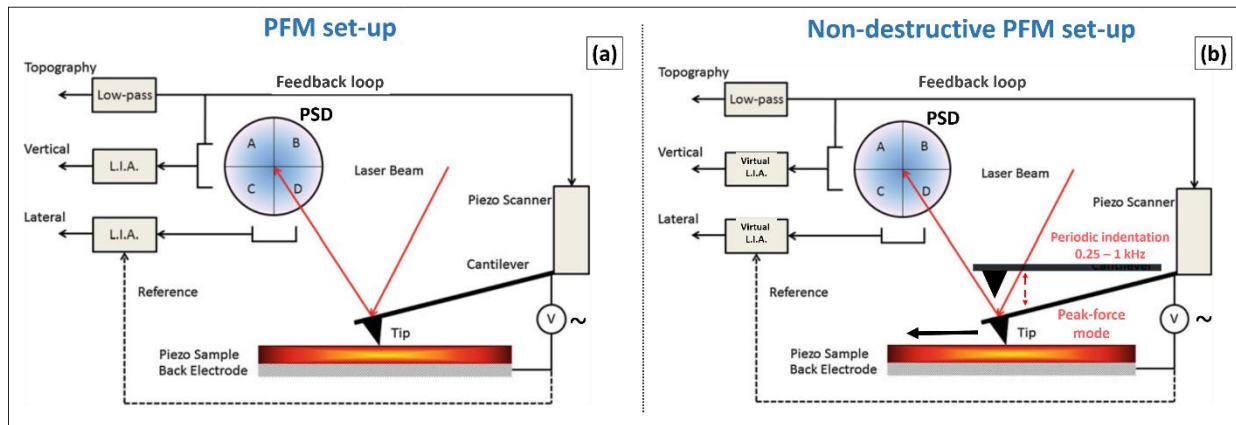 PFM set-up
(a)
Topography
Feedback loop
Low-pass
PSD
A B
C D
Vertical
L.I.A.
Laser Beam
Lateral
L.I.A.
Piezo Scanner
Cantilever
Reference
V ~
Tip
Piezo Sample
Back Electrode
Non-destructive PFM set-up
(b)
Topography
Feedback loop
Low-pass
PSD
A B
C D
Vertical
Virtual
L.I.A.
Laser Beam
Lateral
Virtual
L.I.A.
Piezo Scanner
Periodic indentation
0.25 – 1 kHz
Cantilever
Reference
Peak-force
mode
V ~
Tip
Piezo Sample
Back Electrode